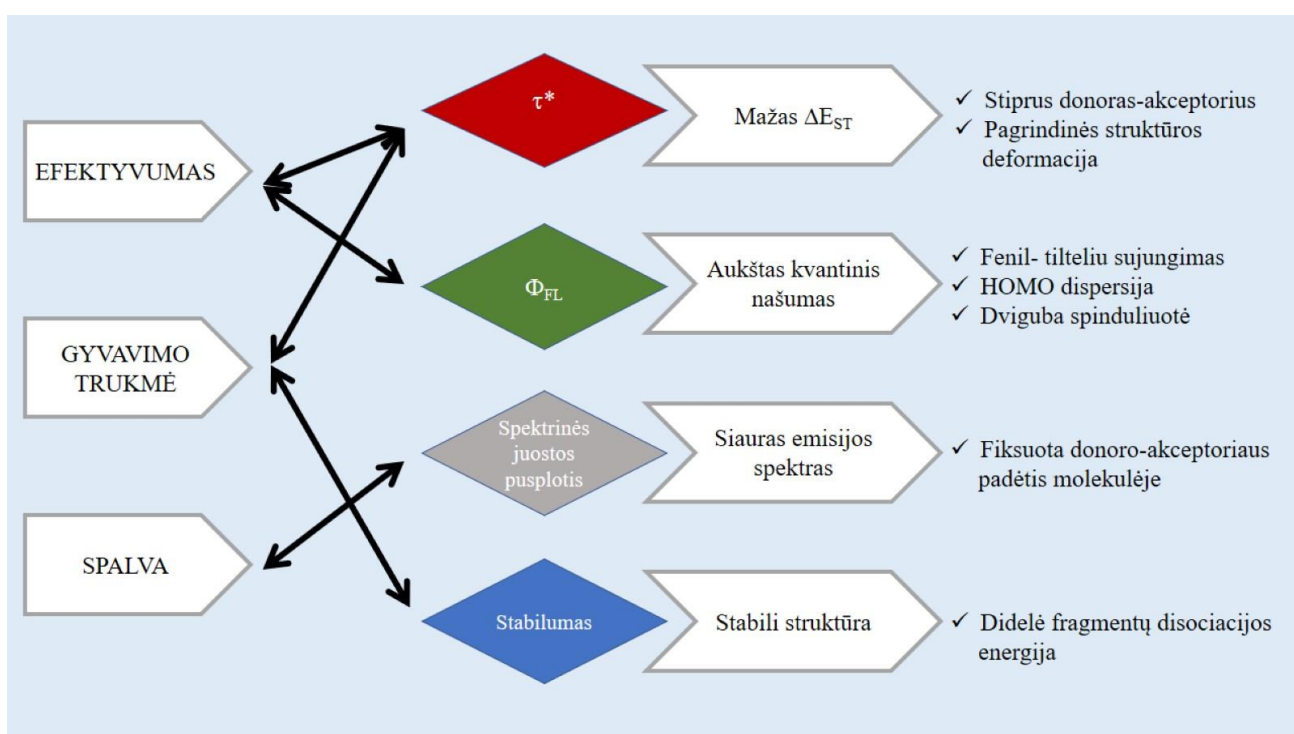 EFEKTYVUMAS
GYVAVIMO
TRUKMĖ
SPALVA
τ*
Mažas ΔE_ST
✓ Stiprus donoras-akceptorius
✓ Pagrindinės struktūros
deformacija
Φ_FL
Aukštas kvantinis
našumas
✓ Fenil- tilteliu sujungimas
✓ HOMO dispersija
✓ Dviguba spinduliuotė
Spektrinės
juostos
pusplotis
Siauras emisijos
spektras
✓ Fiksuota donoro-akceptoriaus
padėtis molekulėje
Stabilumas
Stabili struktūra
✓ Didelė fragmentų disociacijos
energija